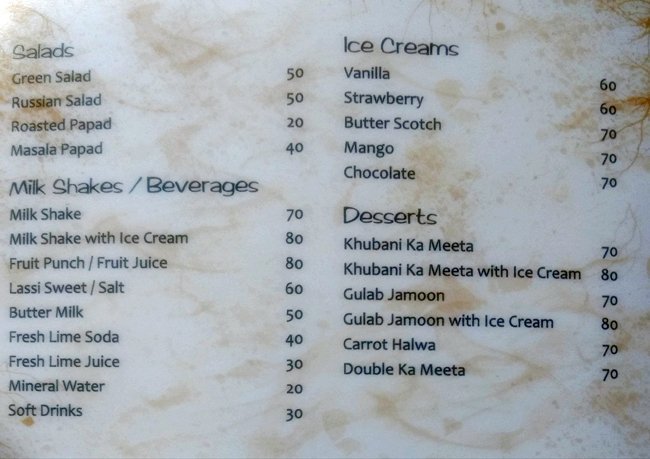 Salads
Green Salad 50
Russian Salad 50
Roasted Papad 20
Masala Papad 40
Milk Shakes / Beverages
Milk Shake 70
Milk Shake with Ice Cream 80
Fruit Punch / Fruit Juice 80
Lassi Sweet / Salt 60
Butter Milk 50
Fresh Lime Soda 40
Fresh Lime Juice 30
Mineral Water 20
Soft Drinks 30
Ice Creams
Vanilla 60
Strawberry 60
Butter Scotch
Mango 70
Chocolate 70
Desserts
Khubani Ka Meeta 70
Khubani Ka Meeta with Ice Cream 80
Gulab Jamoon 70
Gulab Jamoon with Ice Cream 80
Carrot Halwa 70
Double Ka Meeta 70